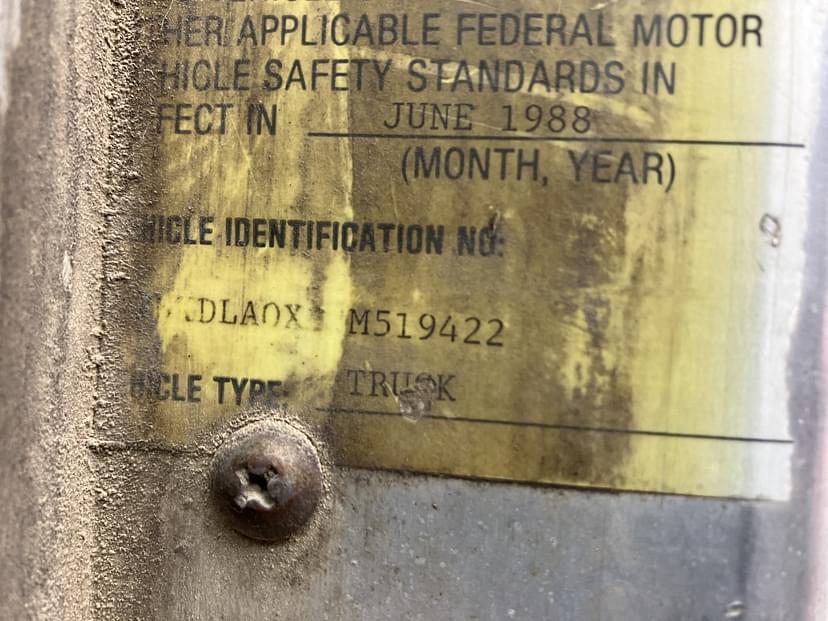 HER APPLICABLE FEDERAL MOTOR
HICLE SAFETY STANDARDS IN
FECT IN JUNE 1988
(MONTH, YEAR)
HICLE IDENTIFICATION NO:
DLAOX M519422
HICLE TYPE: TRUCK